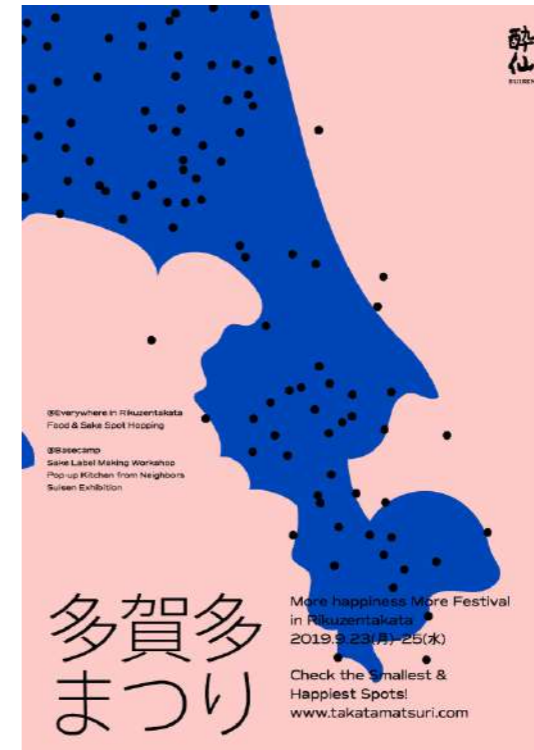 酔
仙
SUISEN
@Everywhere in Rikuzentakata
Food & Sake Spot Hopping
@Basecamp
Sake Label Making Workshop
Pop-up Kitchen from Neighbors
Suisen Exhibition
多賀多
まつり
More happiness More Festival
in Rikuzentakata
2019.9.23(月)-25(水)
Check the Smallest &
Happiest Spots!
www.takatamatsuri.com